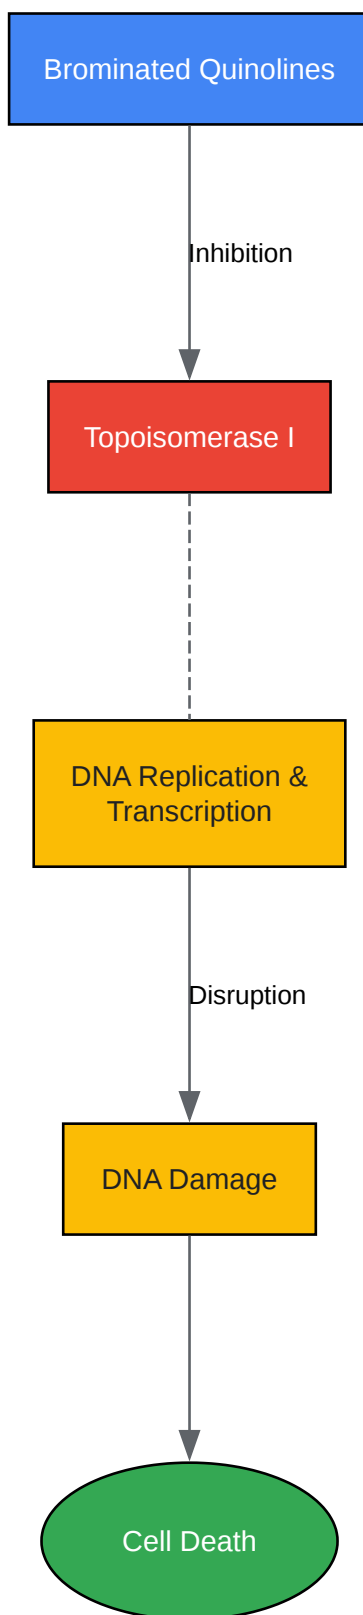 Brominated Quinolines
Inhibition
Topoisomerase I
DNA Replication &
Transcription
Disruption
DNA Damage
Cell Death